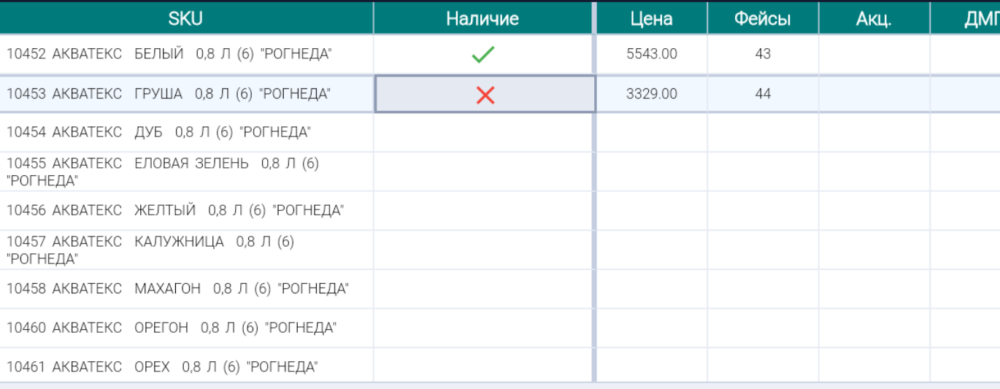 SKU Наличие Цена Фейсы Акц. ДМП
10452 АКВАТЕКС БЕЛЫЙ 0,8 Л (6) "РОГНЕДА" 5543.00 43
10453 АКВАТЕКС ГРУША 0,8 Л (6) "РОГНЕДА" 3329.00 44
10454 АКВАТЕКС ДУБ 0,8 Л (6) "РОГНЕДА"
10455 АКВАТЕКС ЕЛОВАЯ ЗЕЛЕНЬ 0,8 Л (6)
"РОГНЕДА"
10456 АКВАТЕКС ЖЕЛТЫЙ 0,8 Л (6) "РОГНЕДА"
10457 АКВАТЕКС КАЛУЖНИЦА 0,8 Л (6)
"РОГНЕДА"
10458 АКВАТЕКС МАХАГОН 0,8 Л (6) "РОГНЕДА"
10460 АКВАТЕКС ОРЕГОН 0,8 Л (6) "РОГНЕДА"
10461 АКВАТЕКС ОРЕХ 0,8 Л (6) "РОГНЕДА"